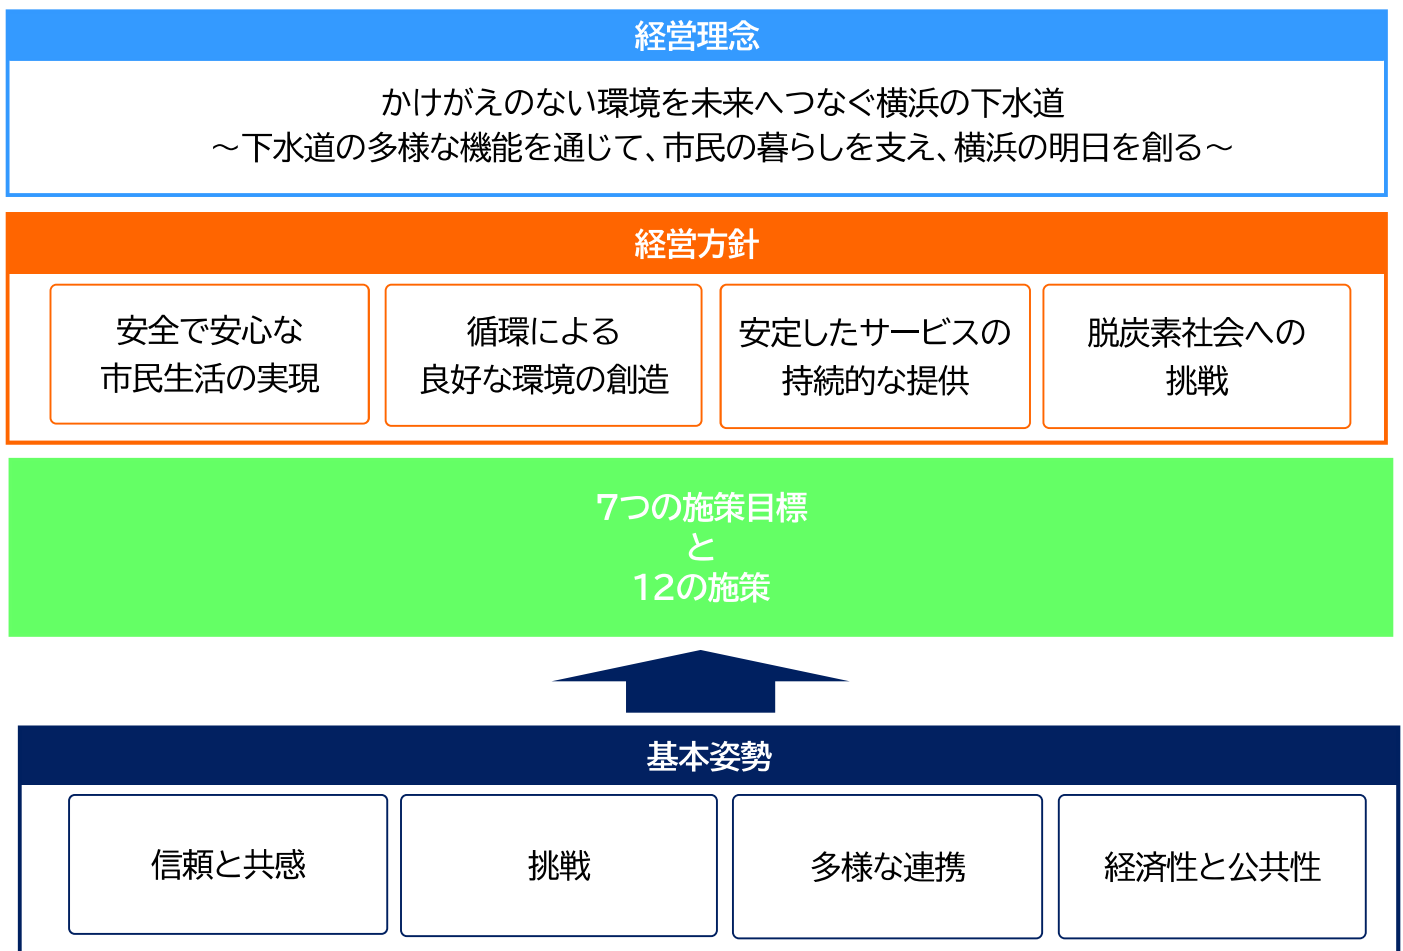 経営理念
かけがえのない環境を未来へつなぐ横浜の下水道
～下水道の多様な機能を通じて、市民の暮らしを支え、横浜の明日を創る～
経営方針
安全で安心な
市民生活の実現
循環による
良好な環境の創造
安定したサービスの
持続的な提供
脱炭素社会への
挑戦
7つの施策目標
と
12の施策
基本姿勢
信頼と共感
挑戦
多様な連携
経済性と公共性